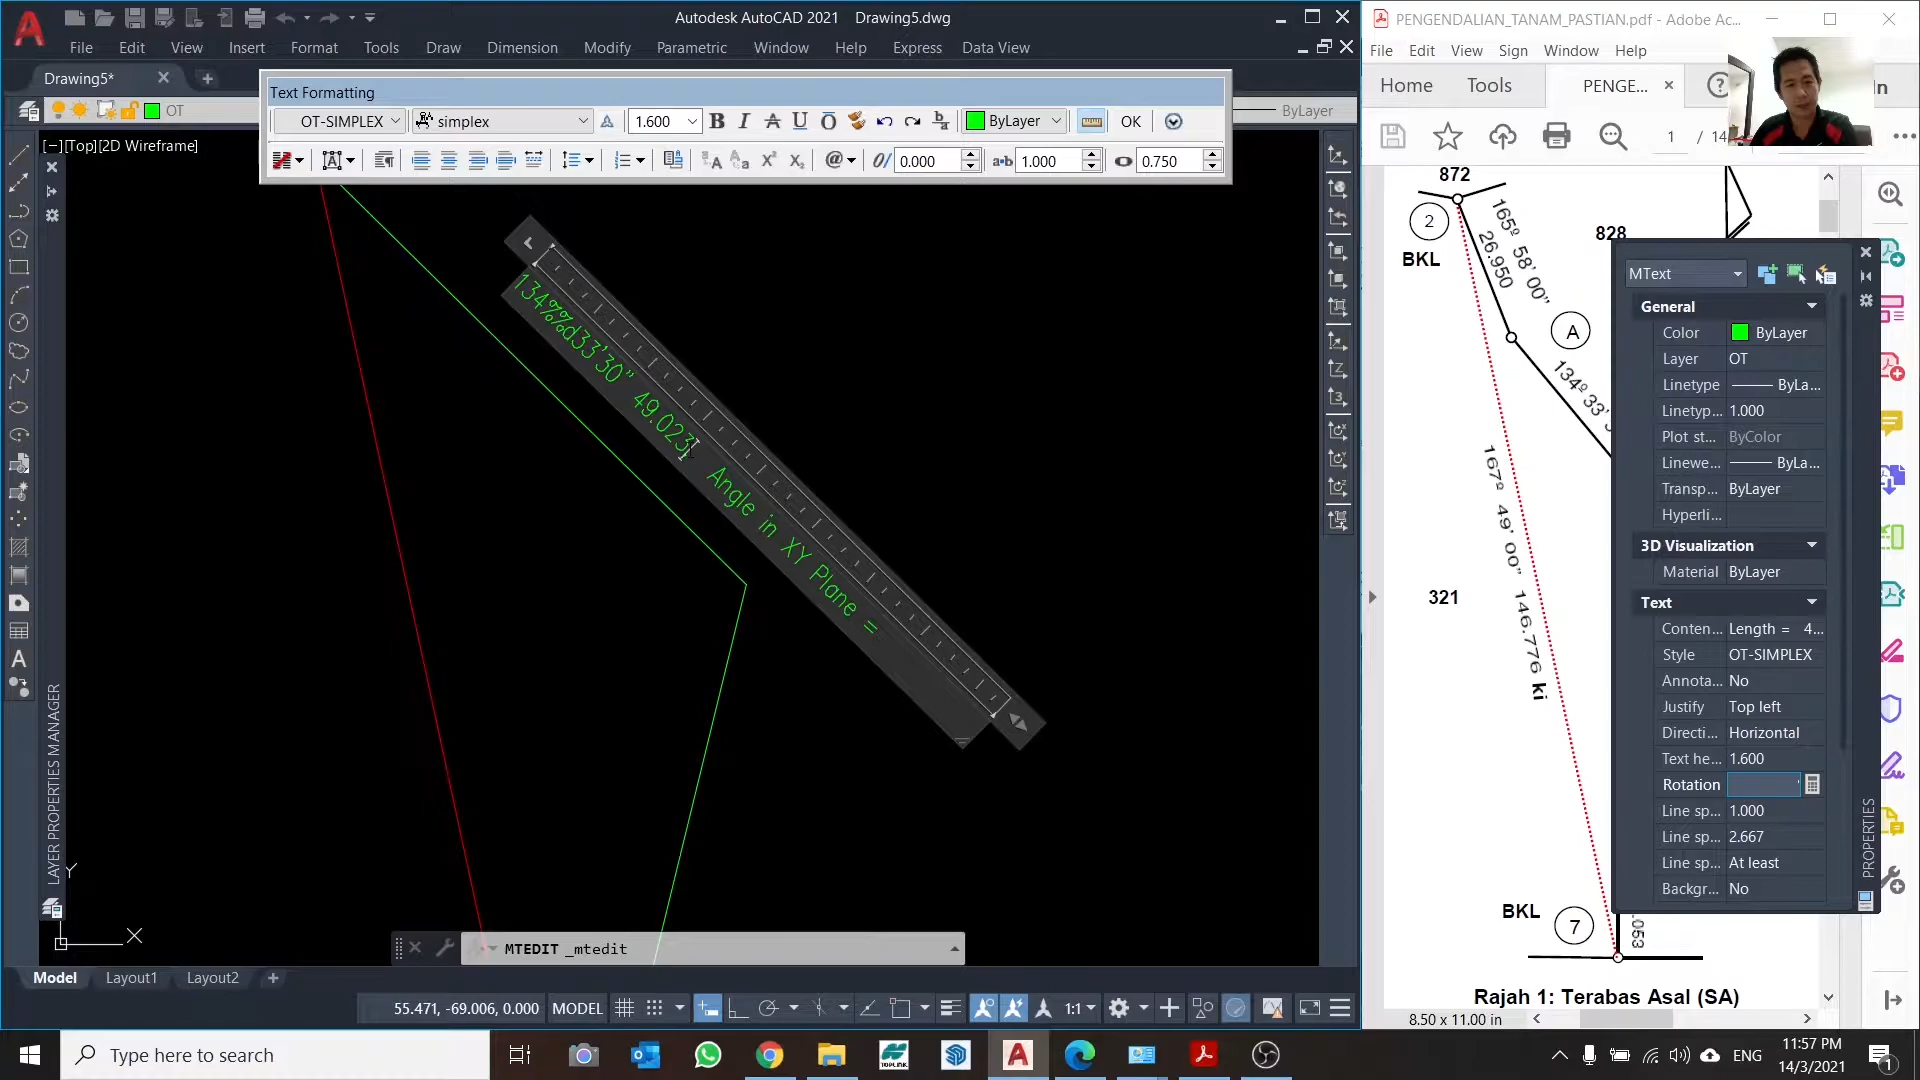 Autodesk AutoCAD 2021 Drawing5.dwg
File Edit View Insert Format Tools Draw Dimension Modify Parametric Window Help Express Data View
Drawing5*
OT
ByLayer
Text Formatting
OT-SIMPLEX simplex 1.600 B I A U O ByLayer OK
@ 0/ 0.000 a•b 1.000 0.750
[−][Top][2D Wireframe]
134%%d33'30" 49.023, Angle in XY Plane =
LAYER PROPERTIES MANAGER
Y
X
MTEDIT _mtedit
Model Layout1 Layout2 +
55.471, -69.006, 0.000 MODEL 1:1
PENGENDALIAN_TANAM_PASTIAN.pdf - Adobe Ac...
File Edit View Sign Window Help
Home Tools PENGE... ×
1 / 14
872
2
BKL
165º 58' 00"
26.950
828
A
134º 33'
167º 49' 00" 146.776 ki
321
BKL
7
.053
Rajah 1: Terabas Asal (SA)
8.50 x 11.00 in
MText
General
Color ByLayer
Layer OT
Linetype ByLa...
Linetyp... 1.000
Plot st... ByColor
Linewe... ByLa...
Transp... ByLayer
Hyperli...
3D Visualization
Material ByLayer
Text
Conten... Length = 4...
Style OT-SIMPLEX
Annota... No
Justify Top left
Directi... Horizontal
Text he... 1.600
Rotation
Line sp... 1.000
Line sp... 2.667
Line sp... At least
Backgr... No
PROPERTIES
Type here to search
TOPLINK
ENG
11:57 PM
14/3/2021
1